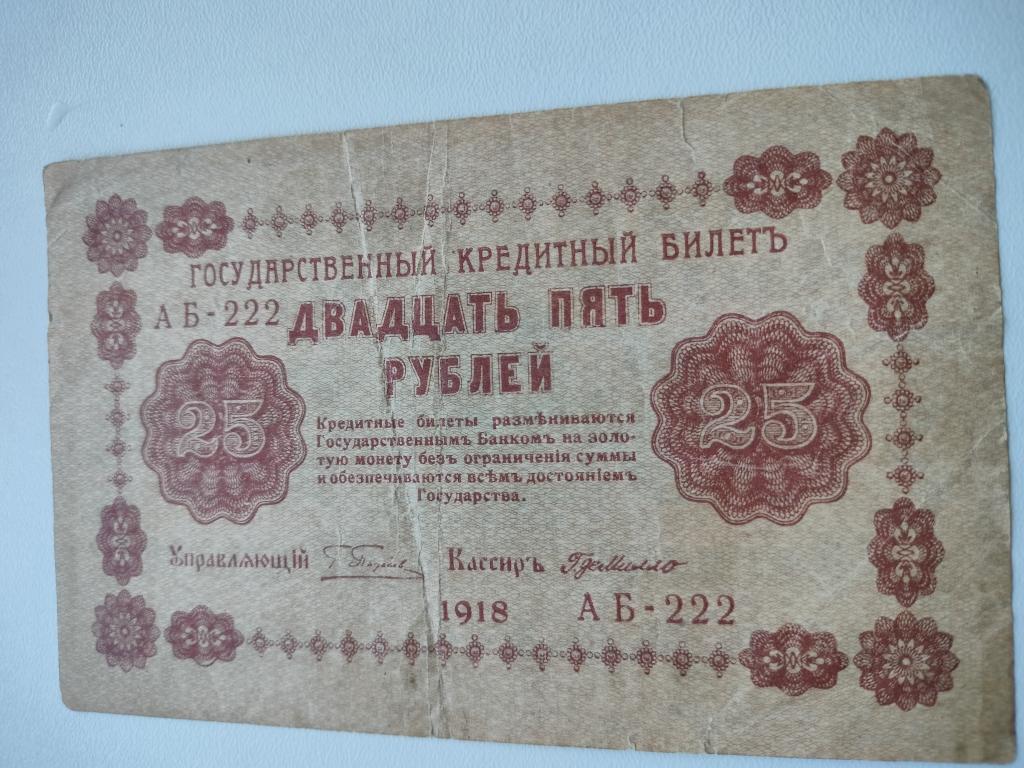 ГОСУДАРСТВЕННЫЙ КРЕДИТНЫЙ БИЛЕТЪ
АБ-222 ДВАДЦАТЬ ПЯТЬ
РУБЛЕЙ
25
Кредитные билеты размѣниваются
Государственнымъ Банкомъ на золо-
тую монету безъ ограниченія суммы
и обезпечиваются всѣмъ достояніемъ
Государства.
25
Управляющій Кассиръ ГдеМилло
1918 АБ-222